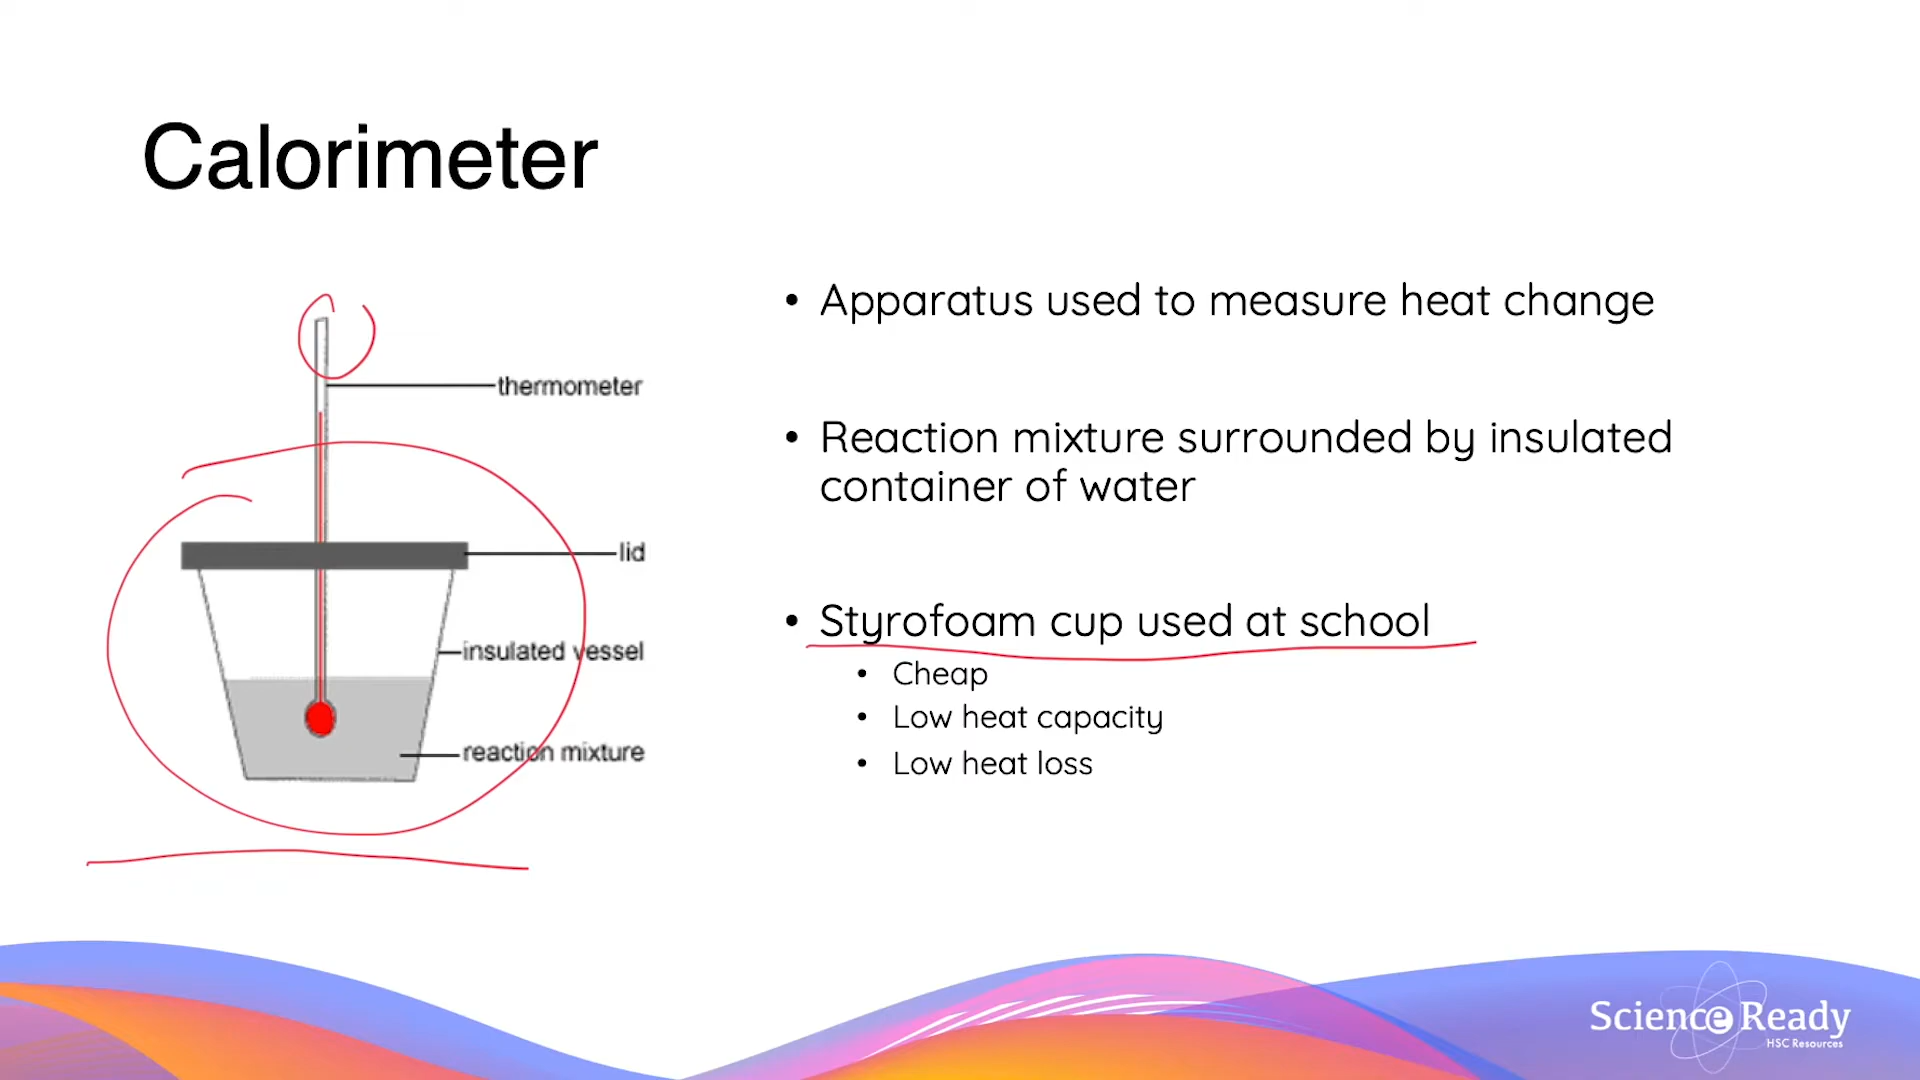 Calorimeter
thermometer
lid
insulated vessel
reaction mixture
• Apparatus used to measure heat change
• Reaction mixture surrounded by insulated
container of water
• Styrofoam cup used at school
• Cheap
• Low heat capacity
• Low heat loss
Science Ready
HSC Resources